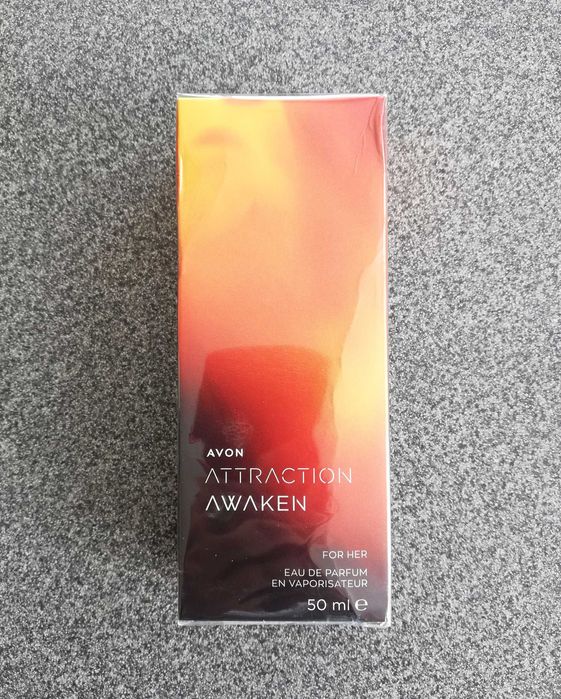 AVON
ATTRACTION
AWAKEN
FOR HER
EAU DE PARFUM
EN VAPORISATEUR
50 ml ℮